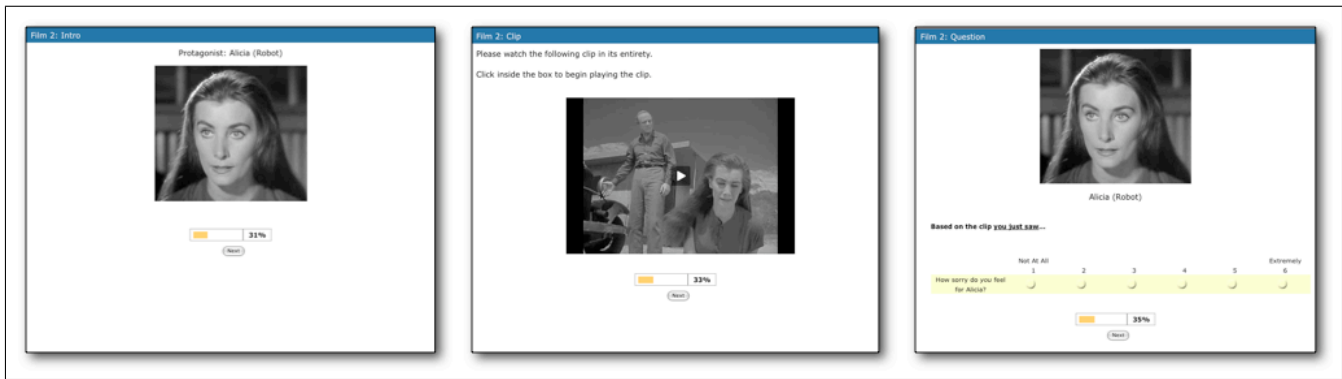 Film 2: Intro
Protagonist: Alicia (Robot)
31%
Next
Film 2: Clip
Please watch the following clip in its entirety.
Click inside the box to begin playing the clip.
33%
Next
Film 2: Question
Alicia (Robot)
Based on the clip you just saw...
Not At All Extremely
1 2 3 4 5 6
How sorry do you feel
for Alicia?
35%
Next